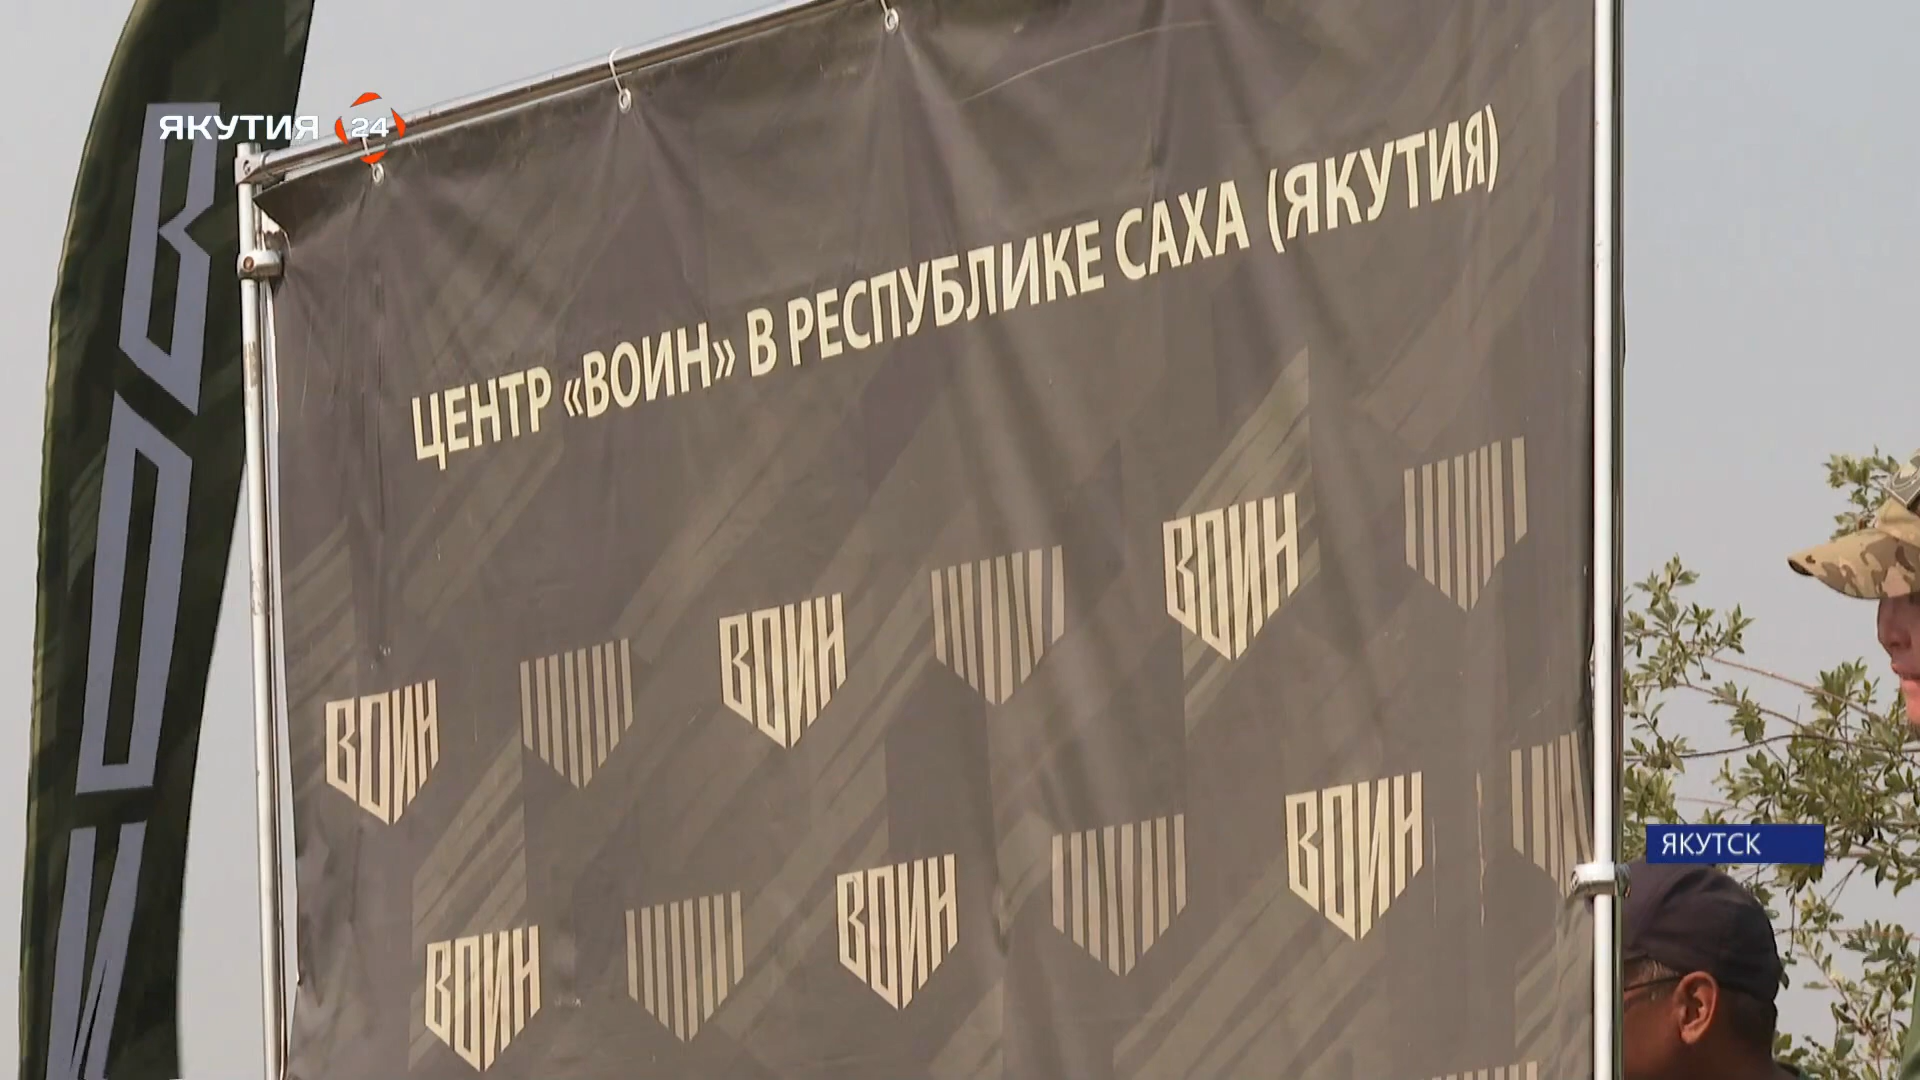 ЯКУТИЯ 24
ЦЕНТР «ВОИН» В РЕСПУБЛИКЕ САХА (ЯКУТИЯ)
ВОИН
ВОИН
ВОИН
ВОИН
ВОИН
ВОИН
ВОИН
ЯКУТСК